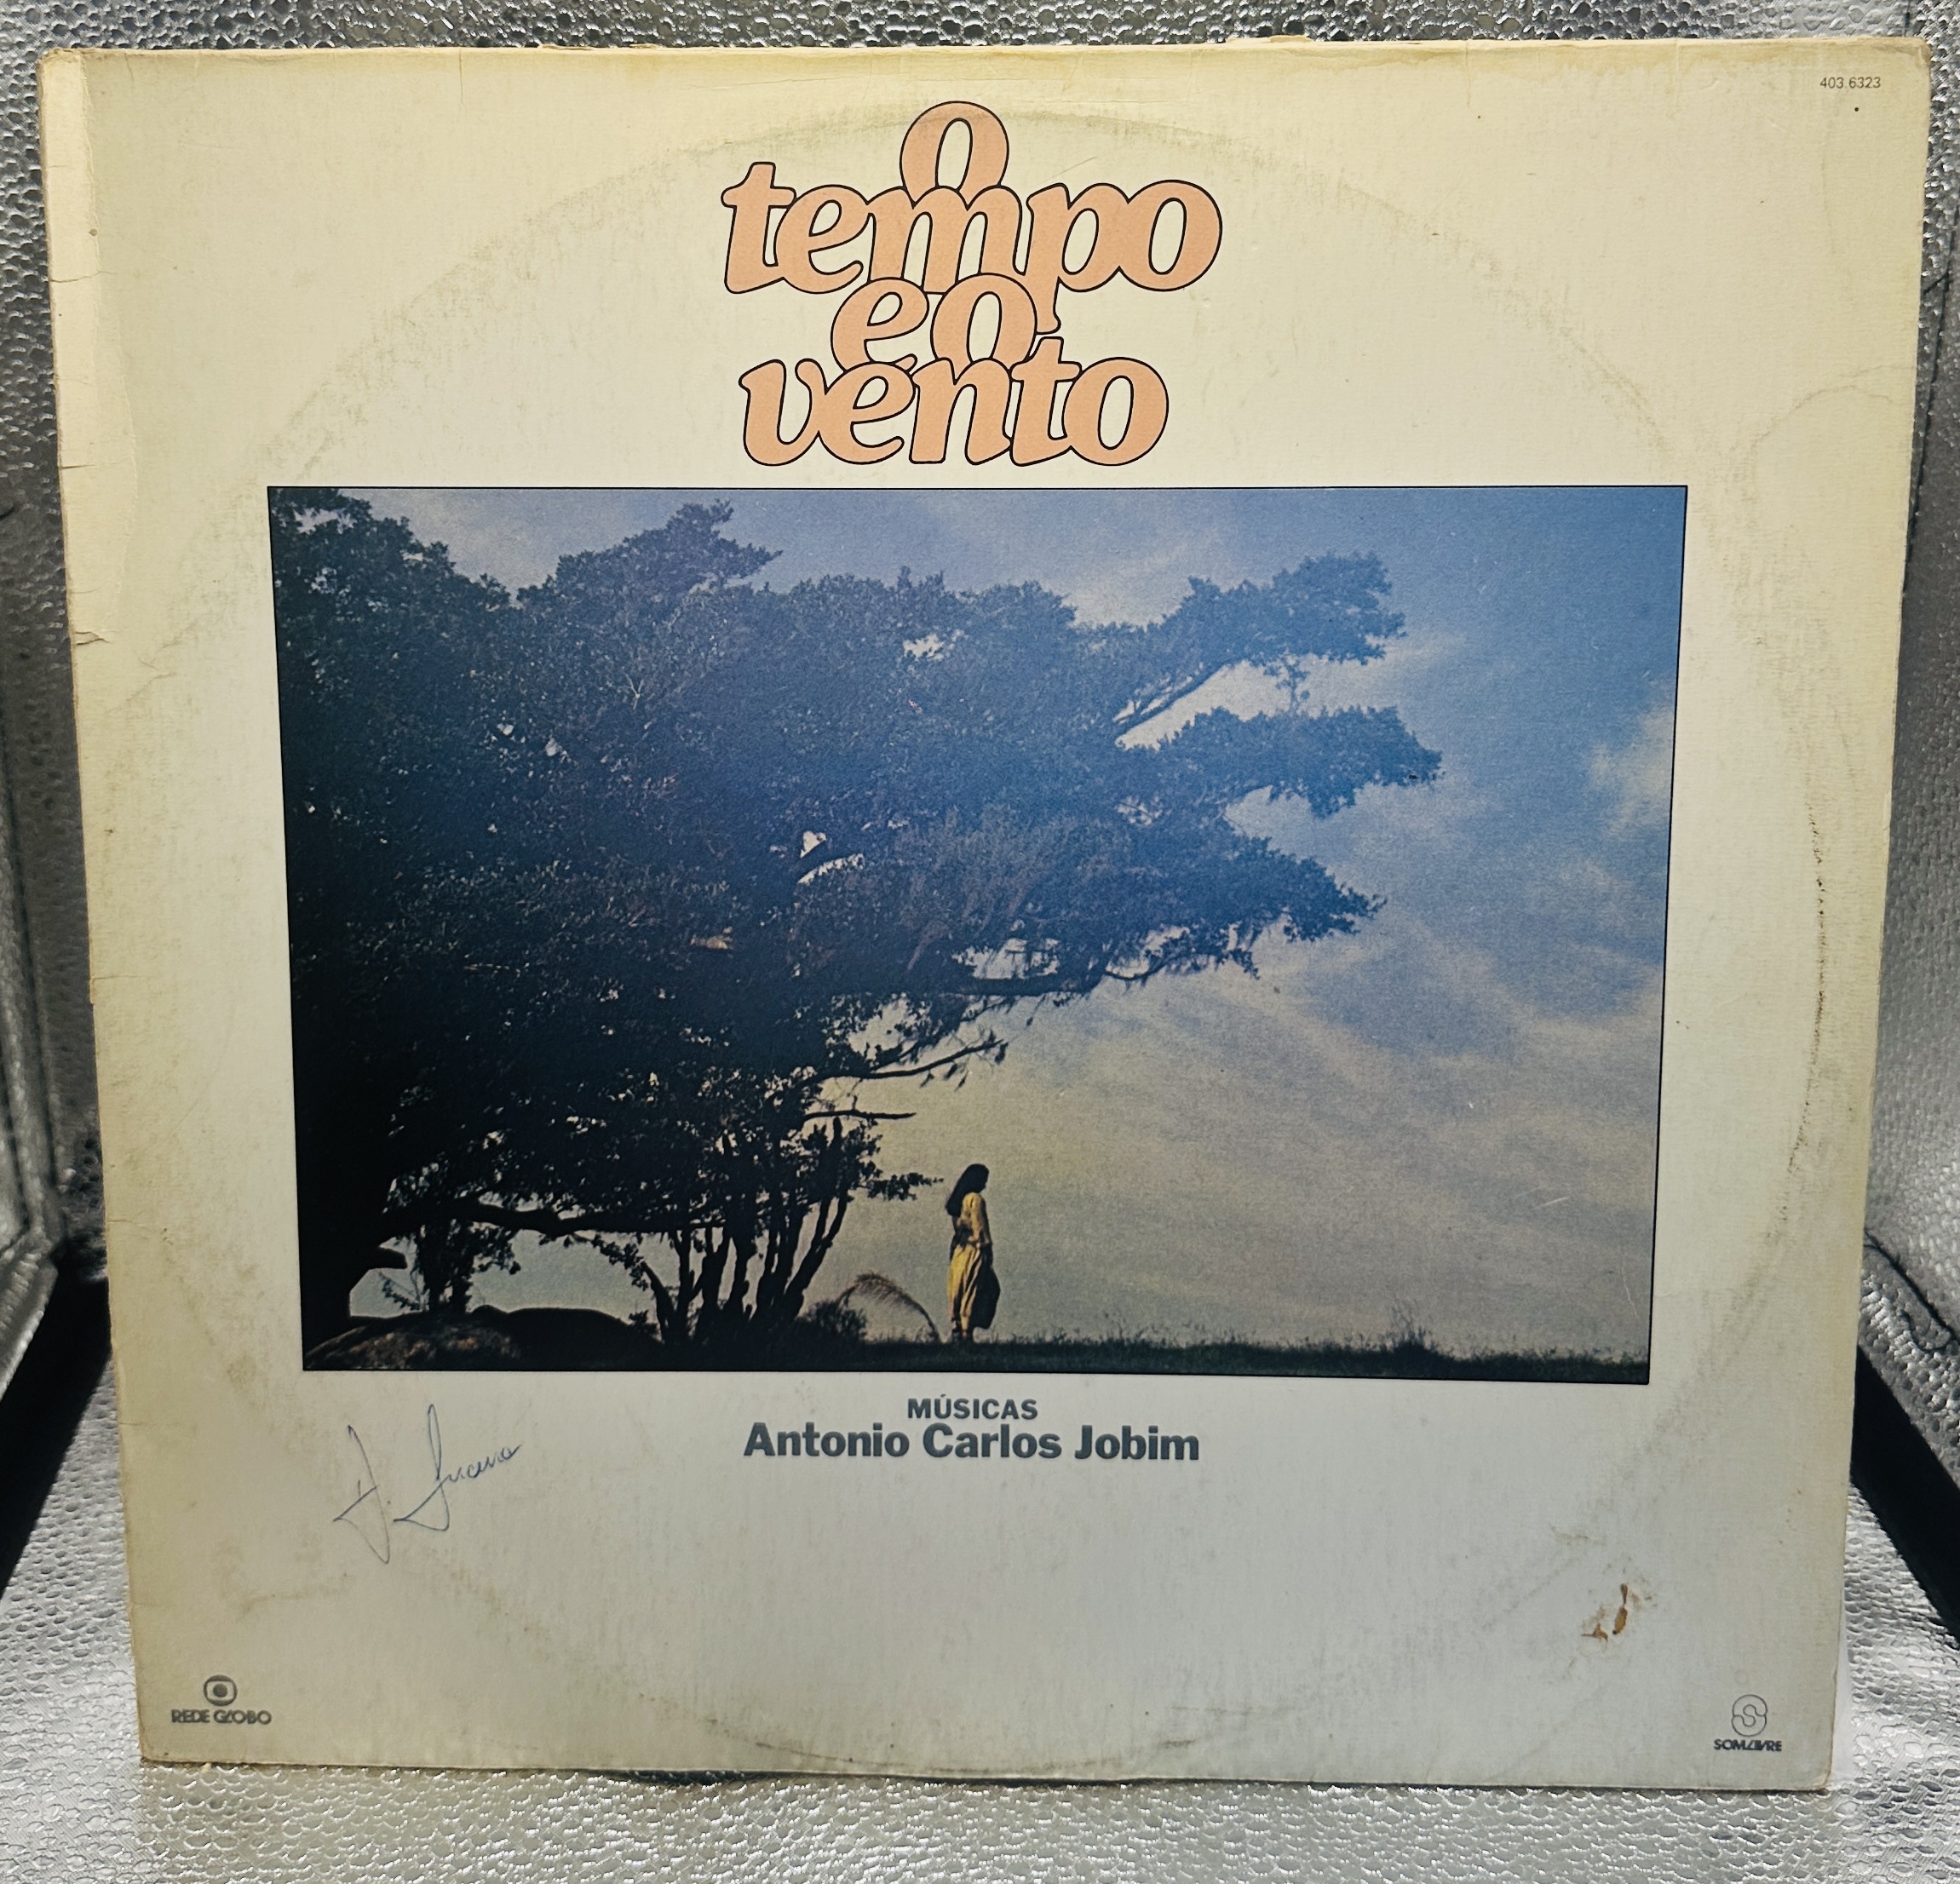 403.6323
o
tempo
e o
vento
MÚSICAS
Antonio Carlos Jobim
REDE GLOBO
SOM LIVRE